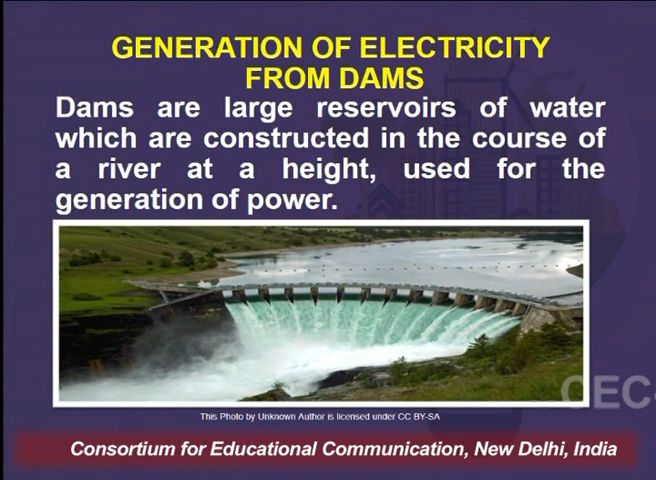 GENERATION OF ELECTRICITY
FROM DAMS
Dams are large reservoirs of water
which are constructed in the course of
a river at a height, used for the
generation of power.
This Photo by Unknown Author is licensed under CC BY-SA
CEC-
Consortium for Educational Communication, New Delhi, India